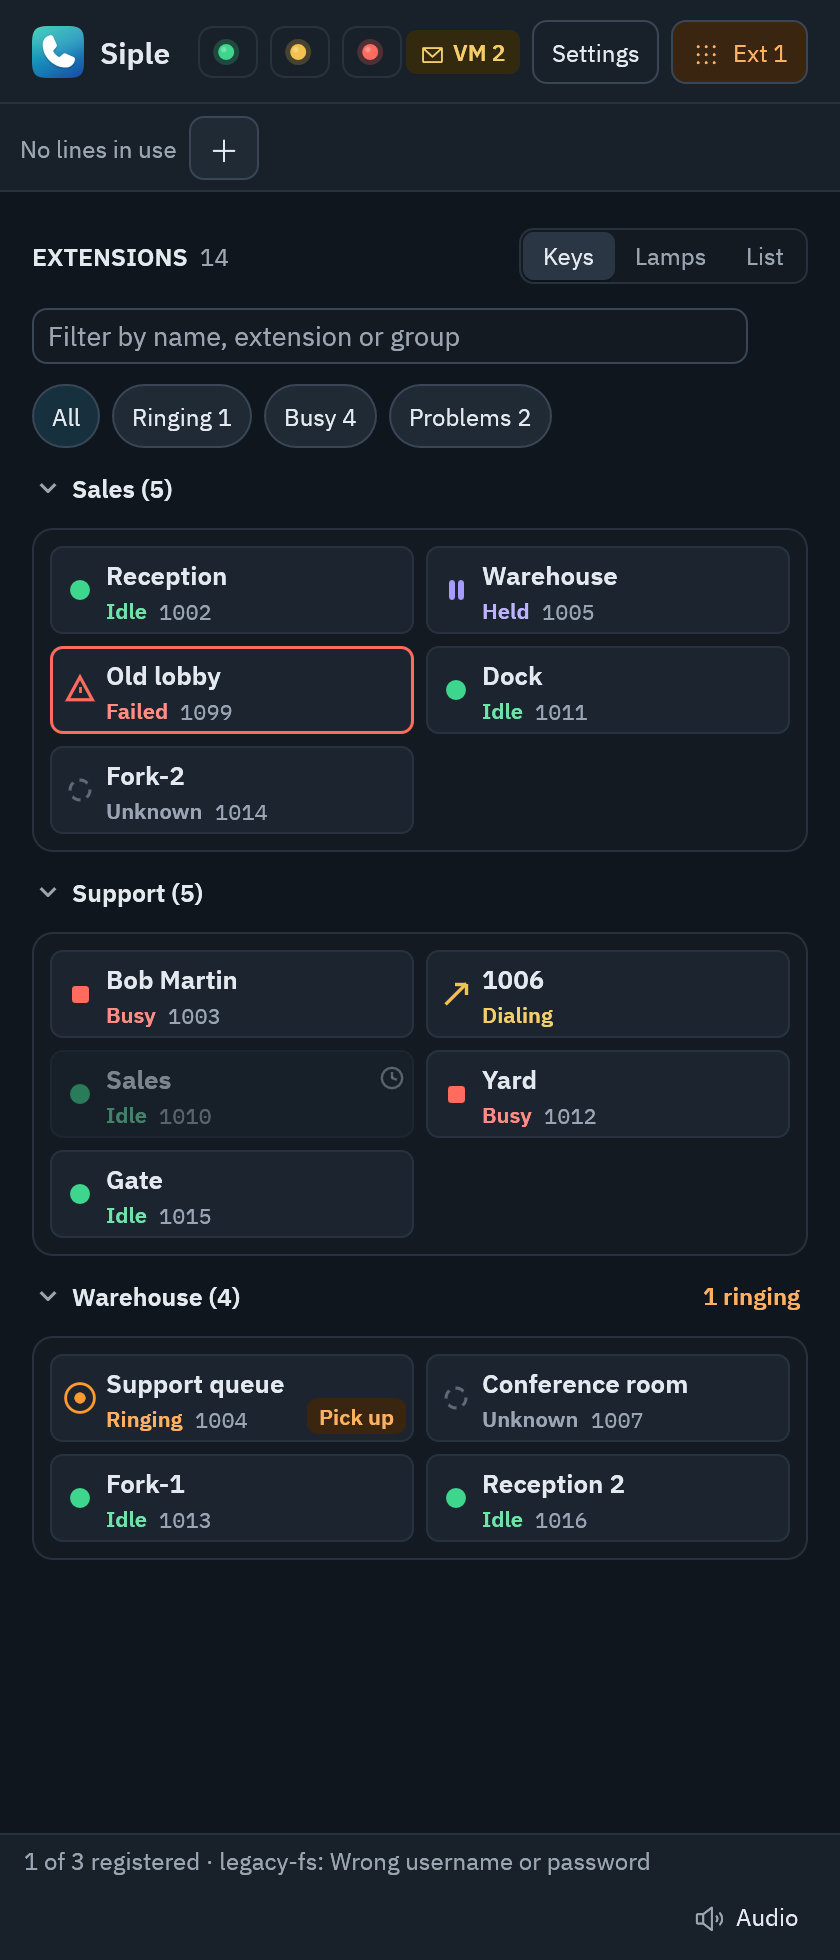 Siple
VM 2
Settings
Ext 1
No lines in use
EXTENSIONS 14
Keys
Lamps
List
Filter by name, extension or group
All
Ringing 1
Busy 4
Problems 2
Sales (5)
Reception
Idle 1002
Warehouse
Held 1005
Old lobby
Failed 1099
Dock
Idle 1011
Fork-2
Unknown 1014
Support (5)
Bob Martin
Busy 1003
1006
Dialing
Sales
Idle 1010
Yard
Busy 1012
Gate
Idle 1015
Warehouse (4)
1 ringing
Support queue
Ringing 1004
Pick up
Conference room
Unknown 1007
Fork-1
Idle 1013
Reception 2
Idle 1016
1 of 3 registered · legacy-fs: Wrong username or password
Audio